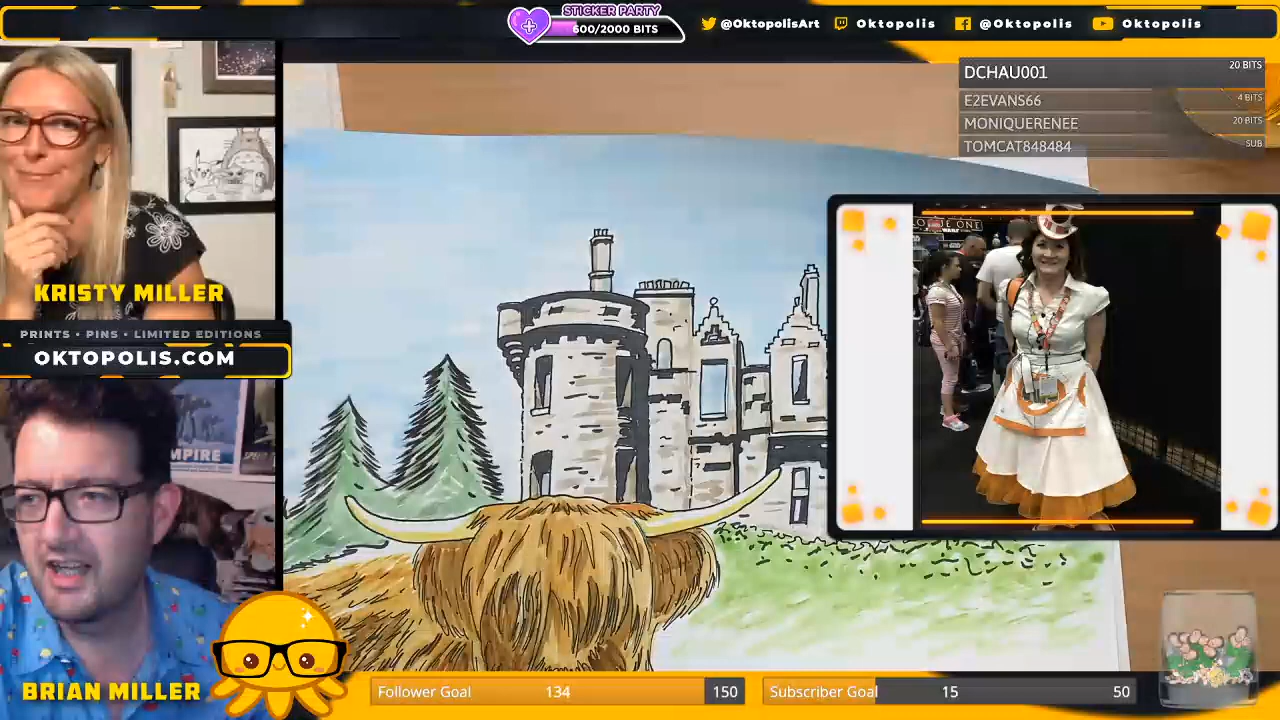 STICKER PARTY
600/2000 BITS
@OktopolisArt
Oktopolis
@Oktopolis
Oktopolis
DCHAU001 20 BITS
E2EVANS66 4 BITS
MONIQUERENEE 20 BITS
TOMCAT848484 SUB
KRISTY MILLER
PRINTS • PINS • LIMITED EDITIONS
OKTOPOLIS.COM
MPIRE
BRIAN MILLER
Follower Goal 134 150
Subscriber Goal 15 50